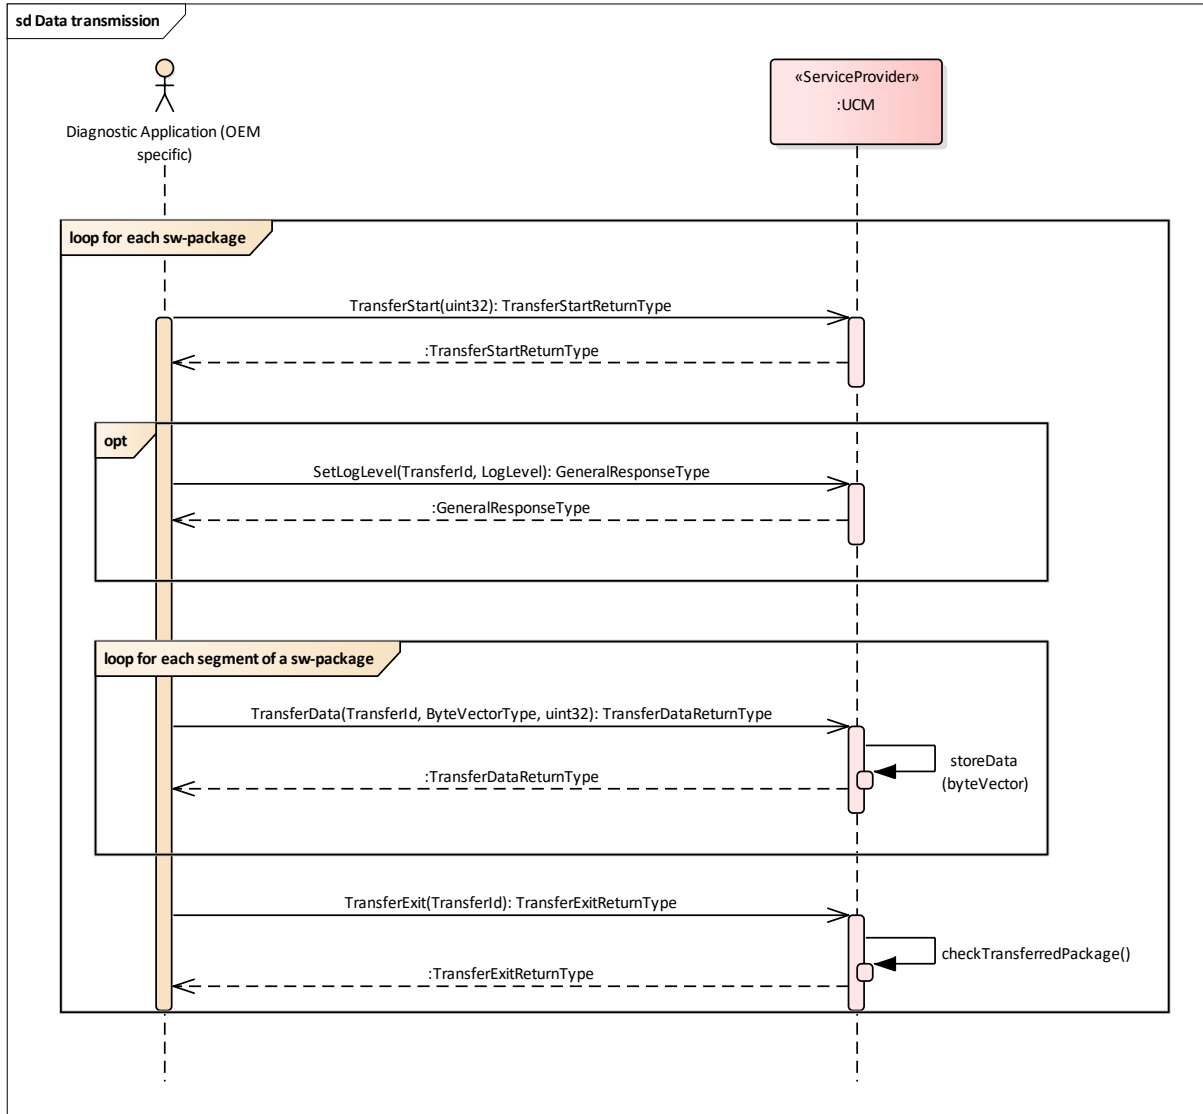 sd Data transmission
«ServiceProvider»
:UCM
Diagnostic Application (OEM
specific)
loop for each sw-package
TransferStart(uint32): TransferStartReturnType
:TransferStartReturnType
opt
SetLogLevel(TransferId, LogLevel): GeneralResponseType
:GeneralResponseType
loop for each segment of a sw-package
TransferData(TransferId, ByteVectorType, uint32): TransferDataReturnType
storeData
(byteVector)
:TransferDataReturnType
TransferExit(TransferId): TransferExitReturnType
checkTransferredPackage()
:TransferExitReturnType